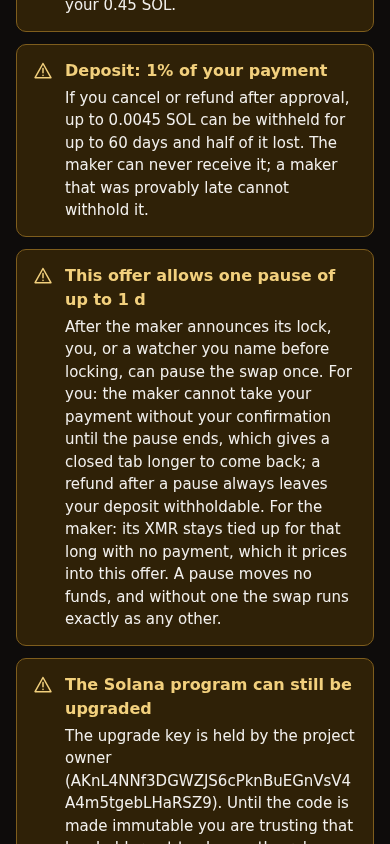 your 0.45 SOL.
Deposit: 1% of your payment
If you cancel or refund after approval,
up to 0.0045 SOL can be withheld for
up to 60 days and half of it lost. The
maker can never receive it; a maker
that was provably late cannot
withhold it.
This offer allows one pause of
up to 1 d
After the maker announces its lock,
you, or a watcher you name before
locking, can pause the swap once. For
you: the maker cannot take your
payment without your confirmation
until the pause ends, which gives a
closed tab longer to come back; a
refund after a pause always leaves
your deposit withholdable. For the
maker: its XMR stays tied up for that
long with no payment, which it prices
into this offer. A pause moves no
funds, and without one the swap runs
exactly as any other.
The Solana program can still be
upgraded
The upgrade key is held by the project
owner
(AKnL4NNf3DGWZJS6cPknBuEGnVsV4
A4m5tgebLHaRSZ9). Until the code is
made immutable you are trusting that